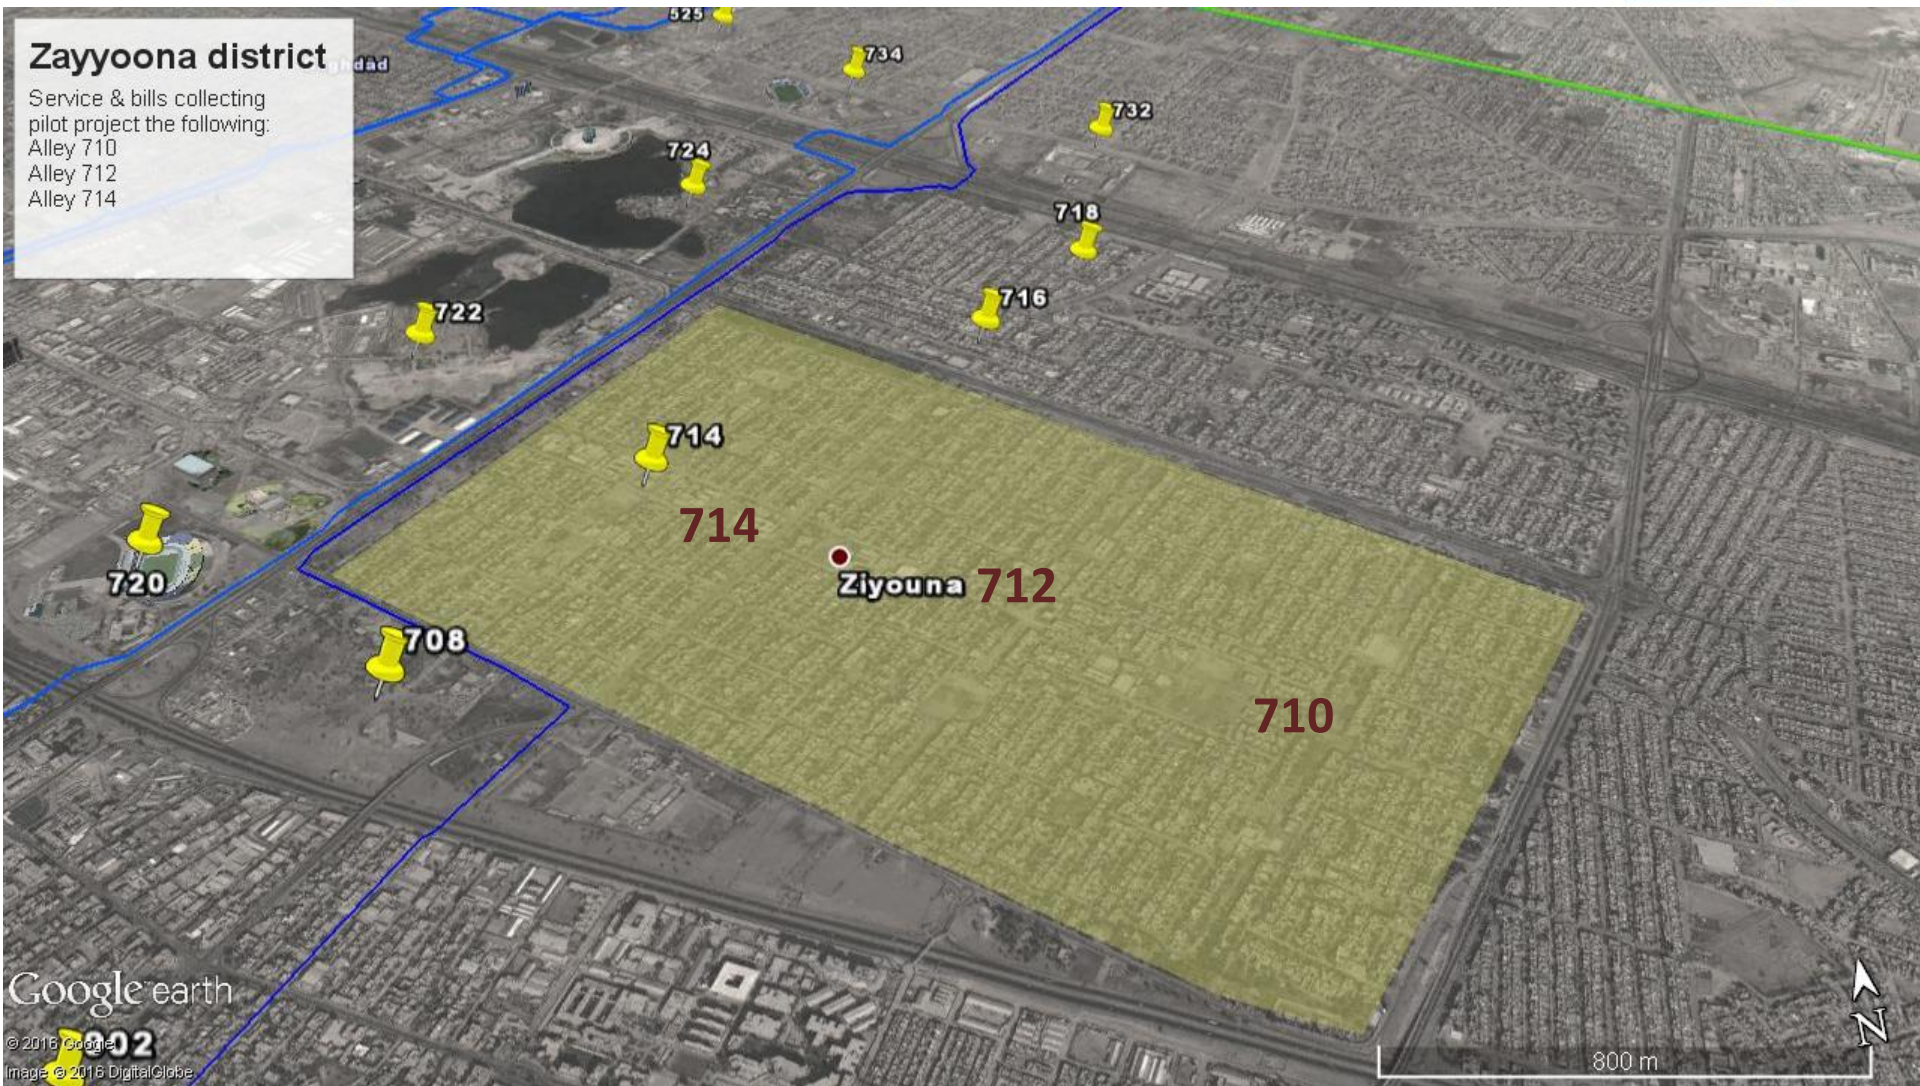 Zayyoona district
Service & bills collecting
pilot project the following:
Alley 710
Alley 712
Alley 714
525
734
732
724
718
716
722
714
714
Ziyouna
712
720
708
710
Google earth
902
© 2016 Google
Image © 2016 DigitalGlobe
800 m
N